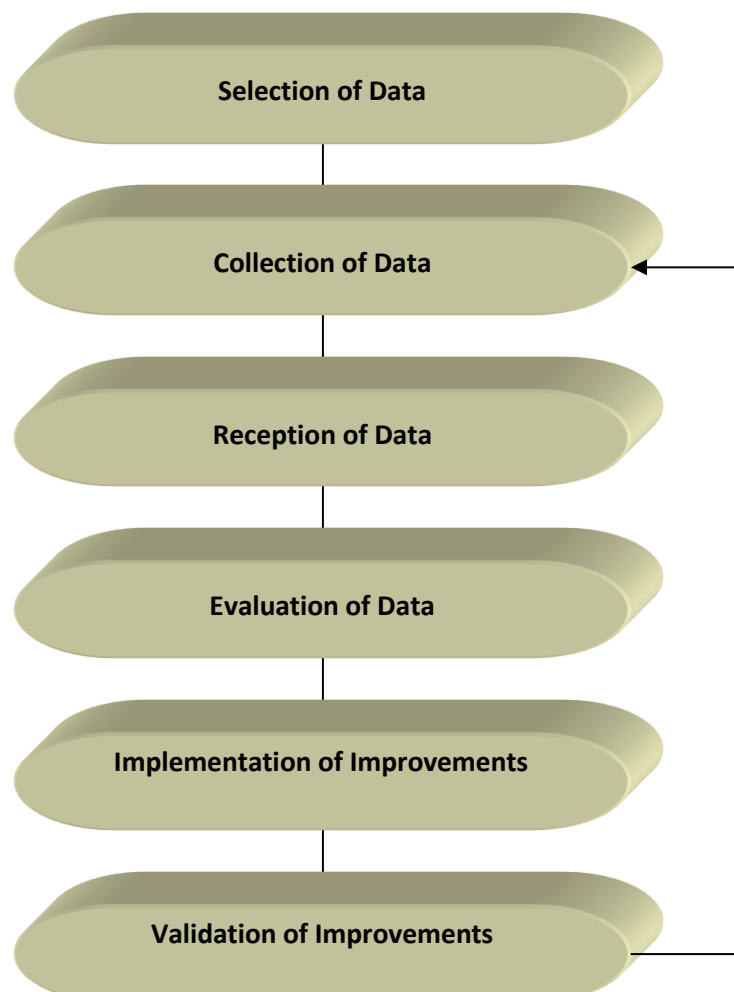 Selection of Data
Collection of Data
Reception of Data
Evaluation of Data
Implementation of Improvements
Validation of Improvements